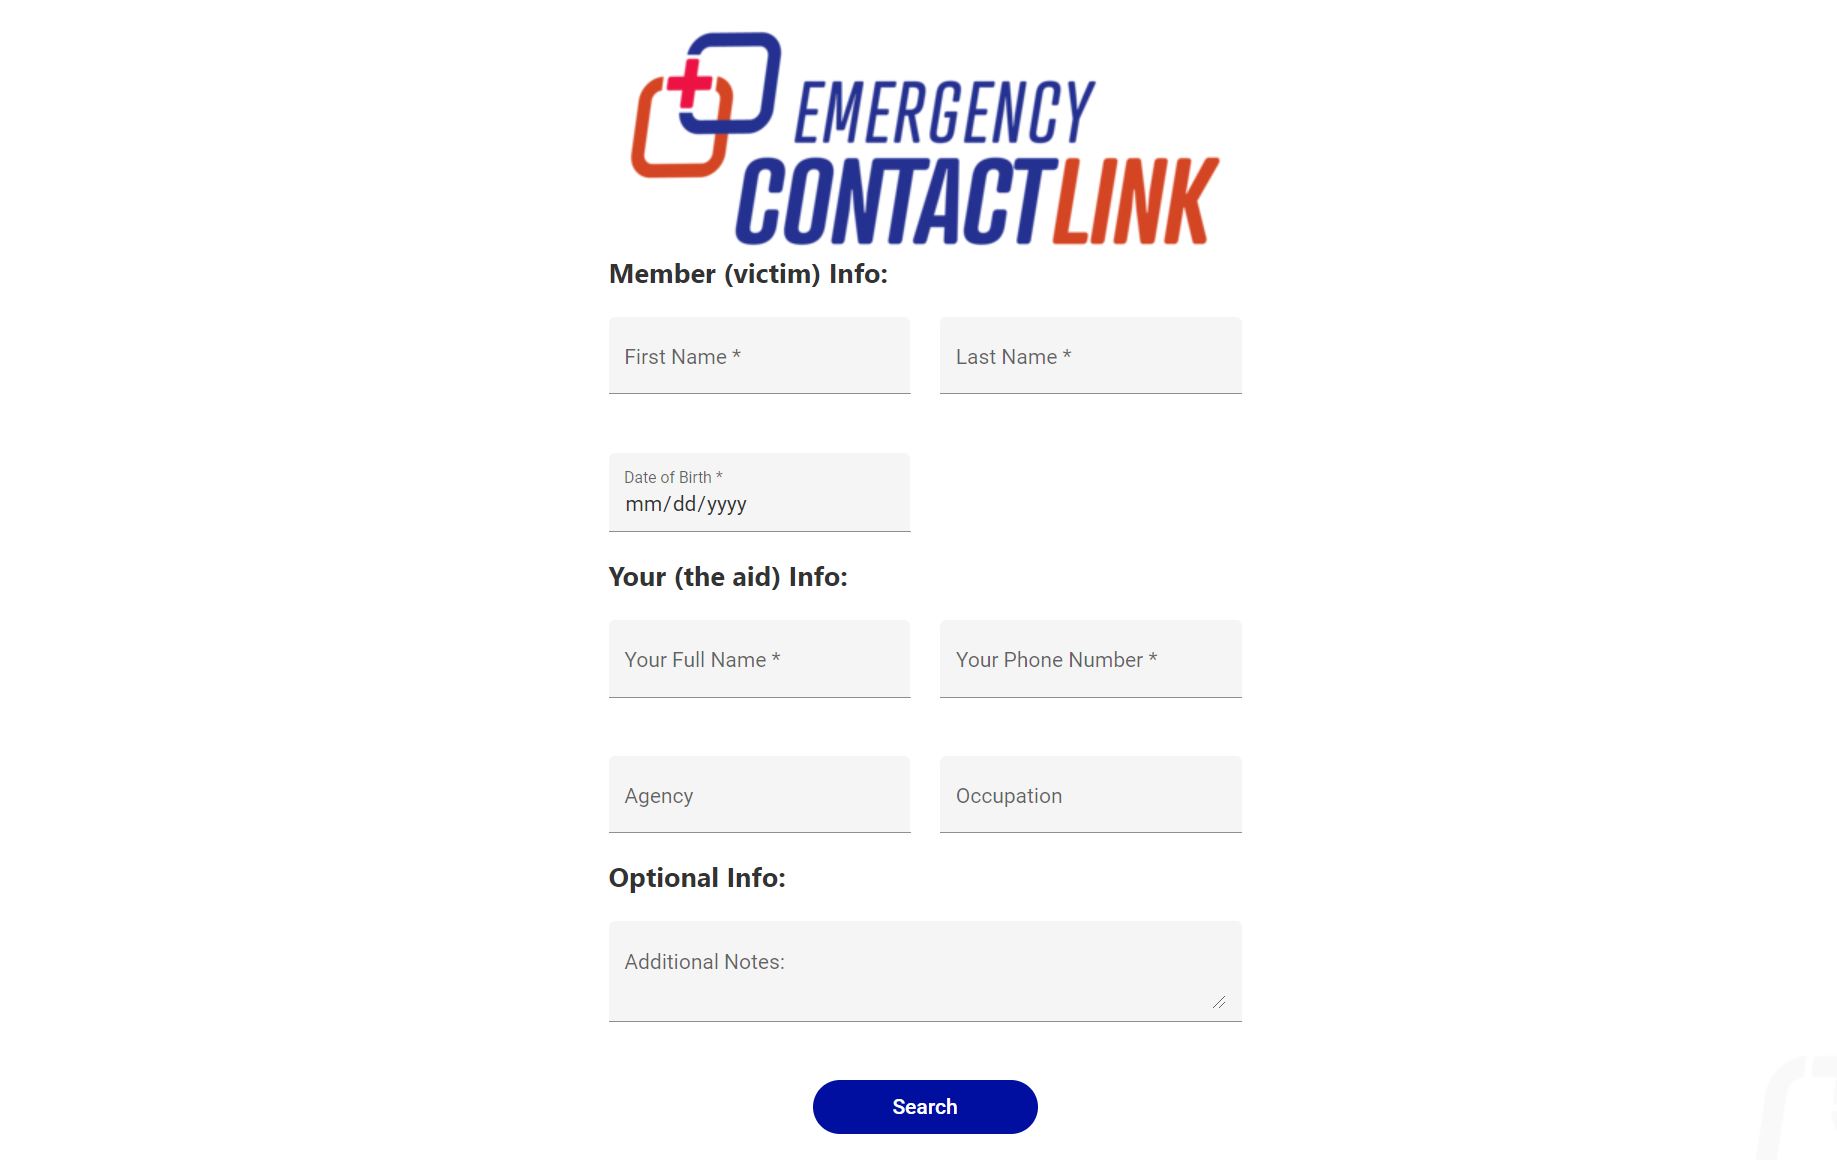 EMERGENCY
CONTACTLINK
Member (victim) Info:
First Name *
Last Name *
Date of Birth *
mm/dd/yyyy
Your (the aid) Info:
Your Full Name *
Your Phone Number *
Agency
Occupation
Optional Info:
Additional Notes:
Search